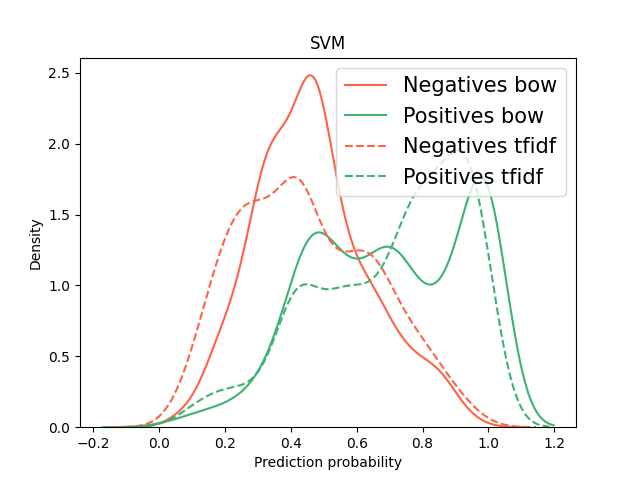 SVM
Negatives bow
Positives bow
Negatives tfidf
Positives tfidf
Density
2.5
2.0
1.5
1.0
0.5
0.0
−0.2 0.0 0.2 0.4 0.6 0.8 1.0 1.2
Prediction probability